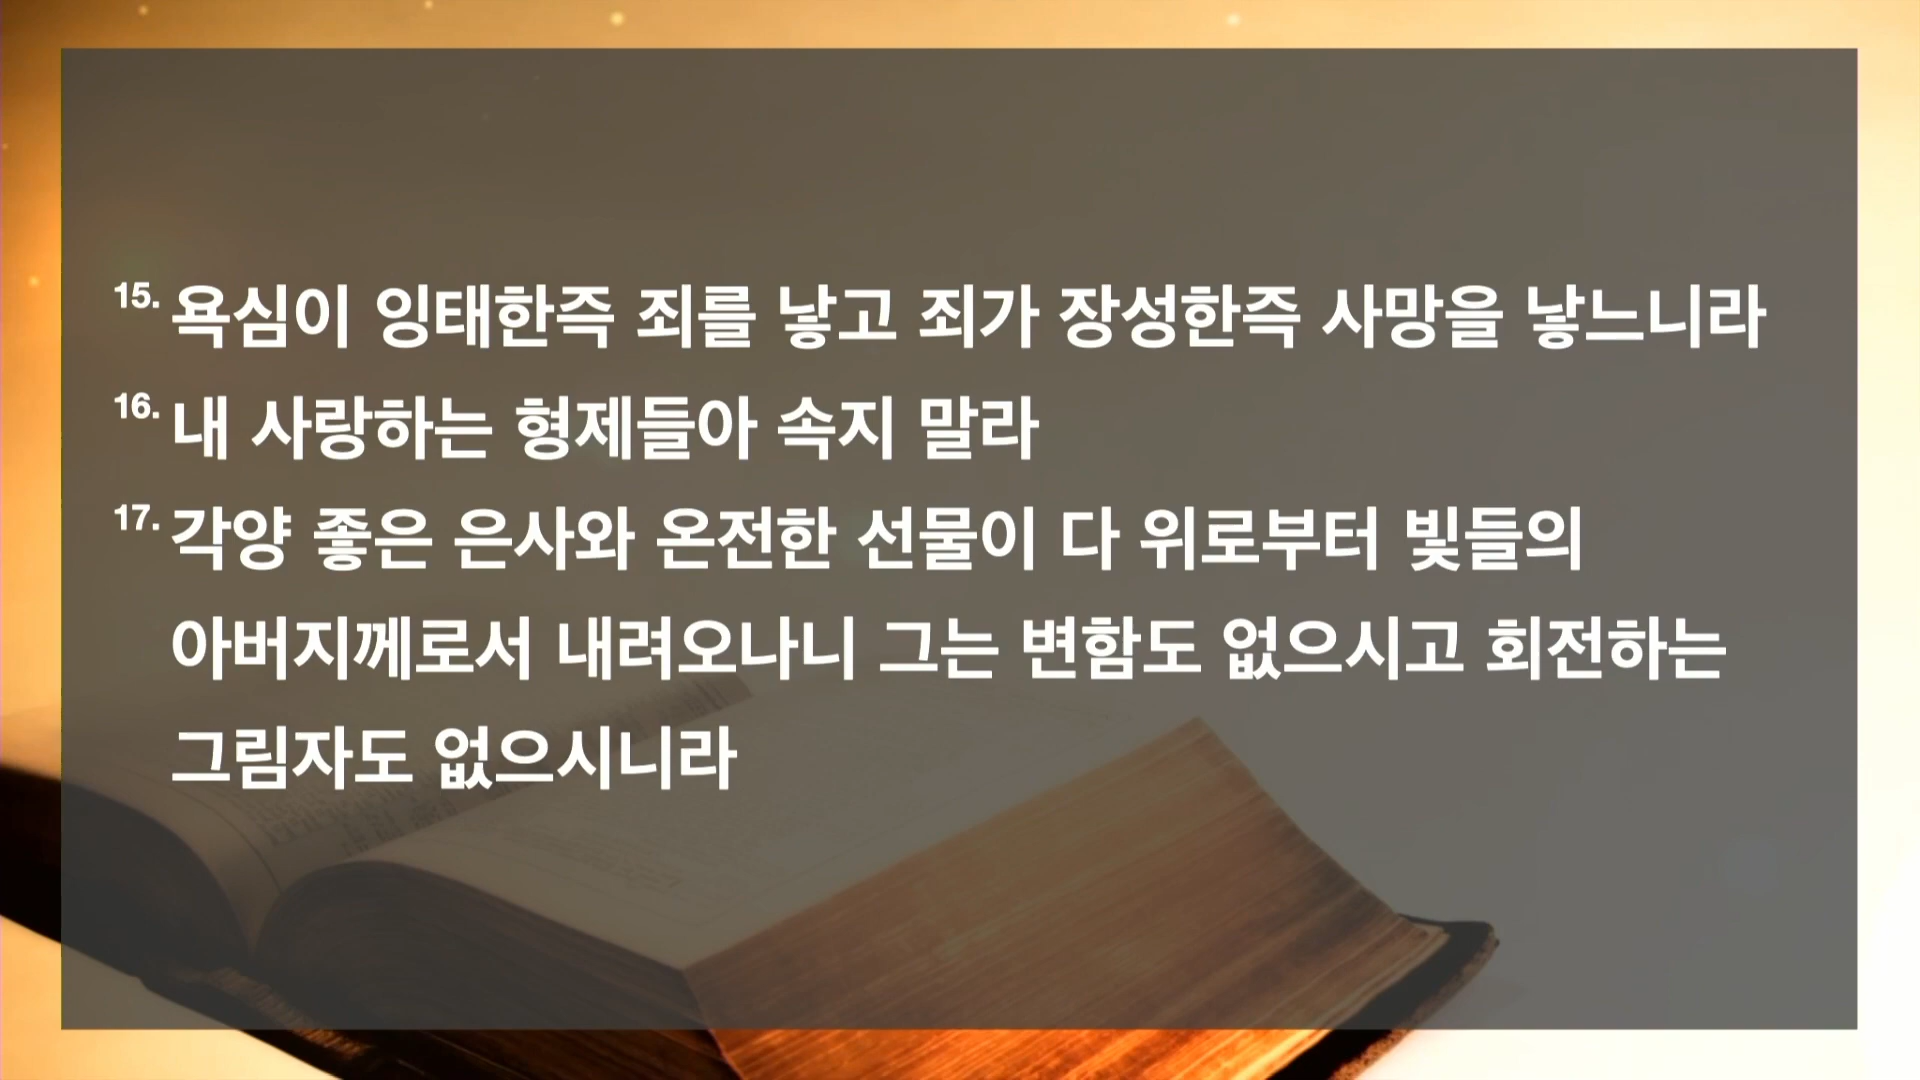 15. 욕심이 잉태한즉 죄를 낳고 죄가 장성한즉 사망을 낳느니라
16. 내 사랑하는 형제들아 속지 말라
17. 각양 좋은 은사와 온전한 선물이 다 위로부터 빛들의
아버지께로서 내려오나니 그는 변함도 없으시고 회전하는
그림자도 없으시니라